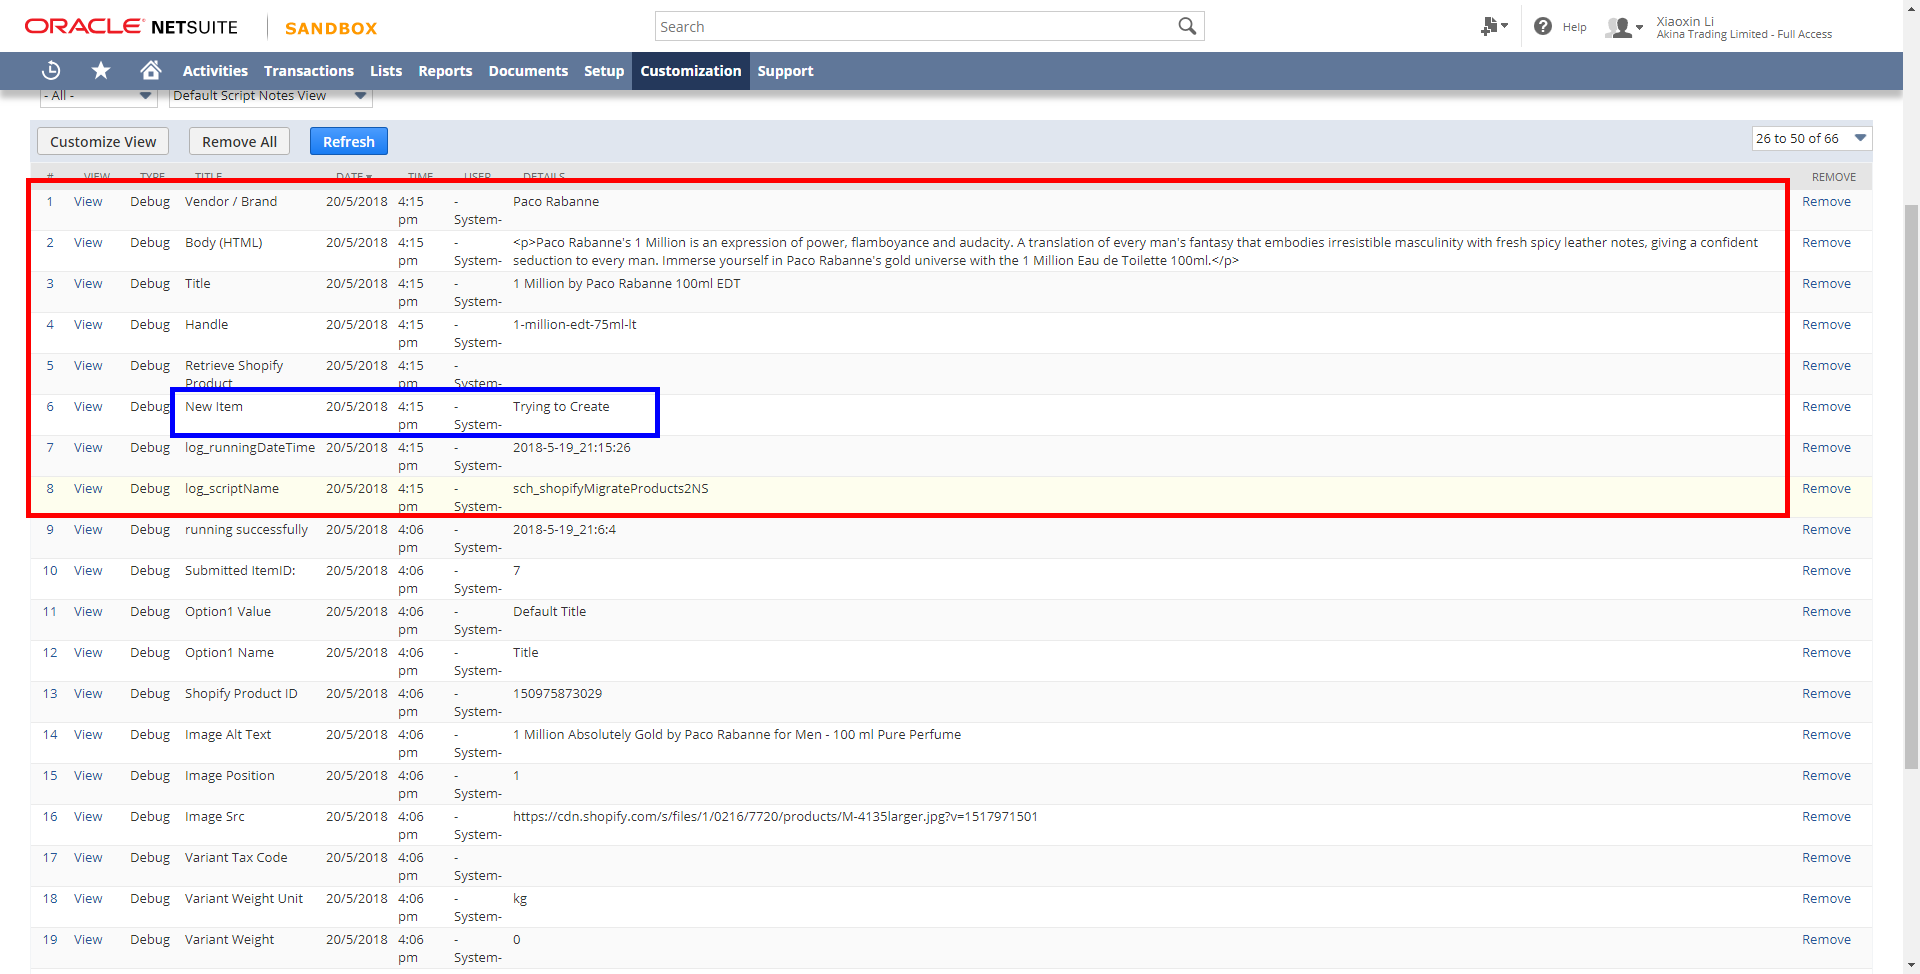 ORACLE NETSUITE SANDBOX
Search
Help
Xiaoxin Li
Akina Trading Limited - Full Access
Activities Transactions Lists Reports Documents Setup Customization Support
- All - Default Script Notes View
Customize View Remove All Refresh 26 to 50 of 66
# VIEW TYPE TITLE DATE TIME USER DETAILS REMOVE
1 View Debug Vendor / Brand 20/5/2018 4:15 - Paco Rabanne Remove
pm System-
2 View Debug Body (HTML) 20/5/2018 4:15 - <p>Paco Rabanne's 1 Million is an expression of power, flamboyance and audacity. A translation of every man's fantasy that embodies irresistible masculinity with fresh spicy leather notes, giving a confident Remove
pm System- seduction to every man. Immerse yourself in Paco Rabanne's gold universe with the 1 Million Eau de Toilette 100ml.</p>
3 View Debug Title 20/5/2018 4:15 - 1 Million by Paco Rabanne 100ml EDT Remove
pm System-
4 View Debug Handle 20/5/2018 4:15 - 1-million-edt-75ml-lt Remove
pm System-
5 View Debug Retrieve Shopify 20/5/2018 4:15 - Remove
Product pm System-
6 View Debug New Item 20/5/2018 4:15 - Trying to Create Remove
pm System-
7 View Debug log_runningDateTime 20/5/2018 4:15 - 2018-5-19_21:15:26 Remove
pm System-
8 View Debug log_scriptName 20/5/2018 4:15 - sch_shopifyMigrateProducts2NS Remove
pm System-
9 View Debug running successfully 20/5/2018 4:06 - 2018-5-19_21:6:4 Remove
pm System-
10 View Debug Submitted ItemID: 20/5/2018 4:06 - 7 Remove
pm System-
11 View Debug Option1 Value 20/5/2018 4:06 - Default Title Remove
pm System-
12 View Debug Option1 Name 20/5/2018 4:06 - Title Remove
pm System-
13 View Debug Shopify Product ID 20/5/2018 4:06 - 150975873029 Remove
pm System-
14 View Debug Image Alt Text 20/5/2018 4:06 - 1 Million Absolutely Gold by Paco Rabanne for Men - 100 ml Pure Perfume Remove
pm System-
15 View Debug Image Position 20/5/2018 4:06 - 1 Remove
pm System-
16 View Debug Image Src 20/5/2018 4:06 - https://cdn.shopify.com/s/files/1/0216/7720/products/M-4135larger.jpg?v=1517971501 Remove
pm System-
17 View Debug Variant Tax Code 20/5/2018 4:06 - Remove
pm System-
18 View Debug Variant Weight Unit 20/5/2018 4:06 - kg Remove
pm System-
19 View Debug Variant Weight 20/5/2018 4:06 - 0 Remove
pm System-